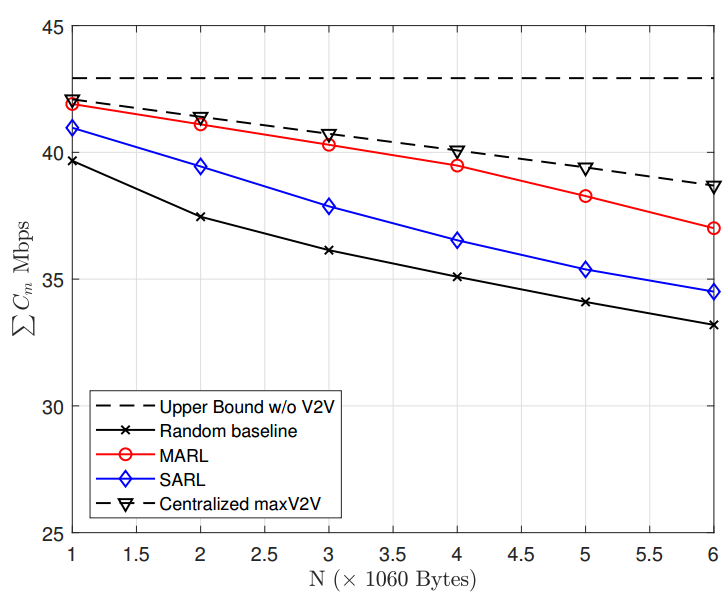 45
40
35
30
25
∑ C_m Mbps
Upper Bound w/o V2V
Random baseline
MARL
SARL
Centralized maxV2V
1 1.5 2 2.5 3 3.5 4 4.5 5 5.5 6
N (× 1060 Bytes)